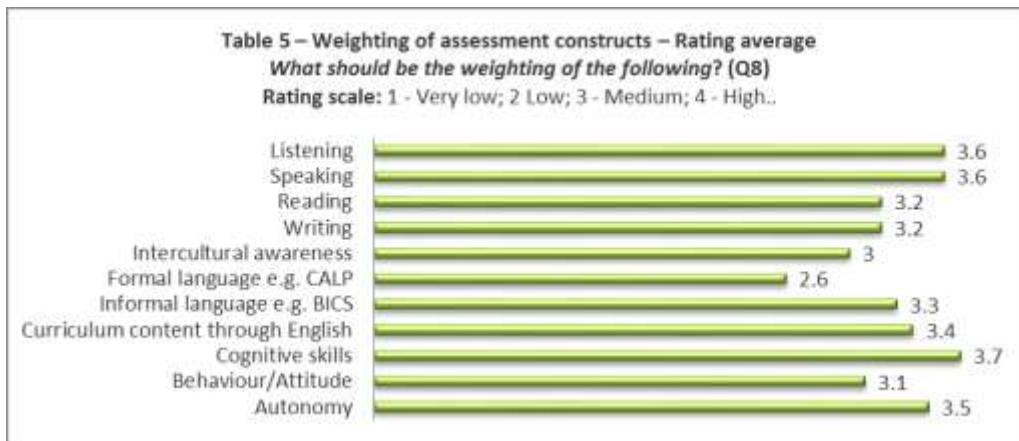 Table 5 – Weighting of assessment constructs – Rating average
What should be the weighting of the following? (Q8)
Rating scale: 1 - Very low; 2 Low; 3 - Medium; 4 - High..
Listening 3.6
Speaking 3.6
Reading 3.2
Writing 3.2
Intercultural awareness 3
Formal language e.g. CALP 2.6
Informal language e.g. BICS 3.3
Curriculum content through English 3.4
Cognitive skills 3.7
Behaviour/Attitude 3.1
Autonomy 3.5